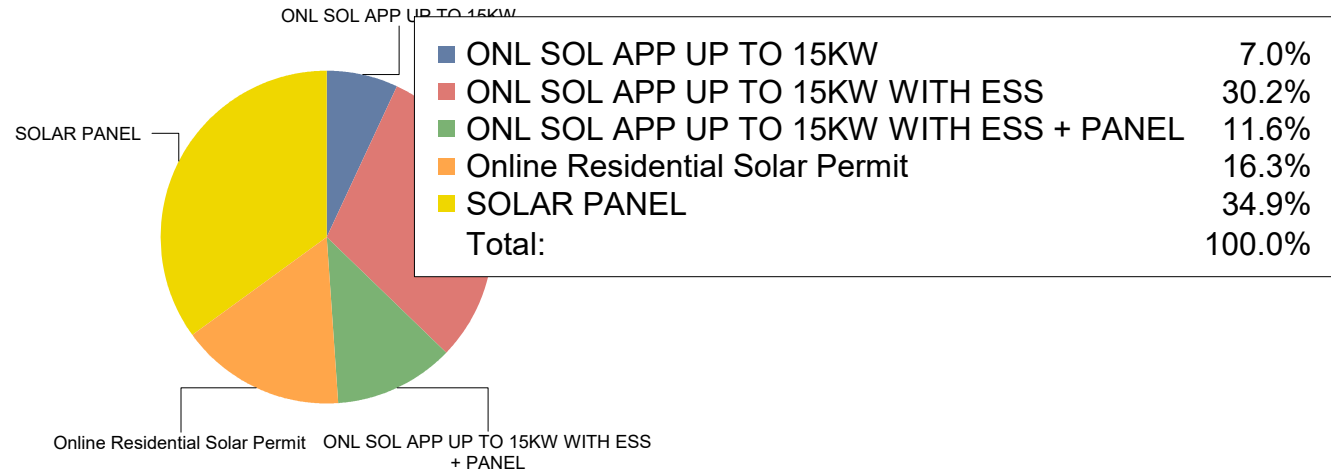 ONL SOL APP UP TO 15KW
ONL SOL APP UP TO 15KW 7.0%
ONL SOL APP UP TO 15KW WITH ESS 30.2%
ONL SOL APP UP TO 15KW WITH ESS + PANEL 11.6%
Online Residential Solar Permit 16.3%
SOLAR PANEL 34.9%
Total: 100.0%
SOLAR PANEL
Online Residential Solar Permit
ONL SOL APP UP TO 15KW WITH ESS
+ PANEL